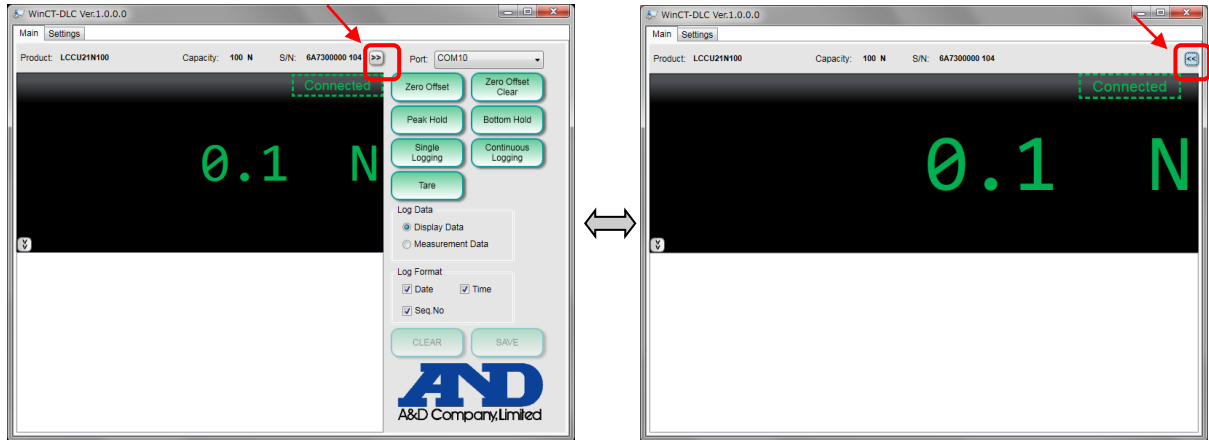 WinCT-DLC Ver.1.0.0.0
Main Settings
Product: LCCU21N100 Capacity: 100 N S/N: 6A7300000 104 >>
Port: COM10
Connected
0.1 N
Zero Offset
Zero Offset
Clear
Peak Hold
Bottom Hold
Single
Logging
Continuous
Logging
Tare
Log Data
Display Data
Measurement Data
Log Format
Date
Time
Seq.No
CLEAR
SAVE
AND
A&D Company,Limited
WinCT-DLC Ver.1.0.0.0
Main Settings
Product: LCCU21N100 Capacity: 100 N S/N: 6A7300000 104 <<
Connected
0.1 N